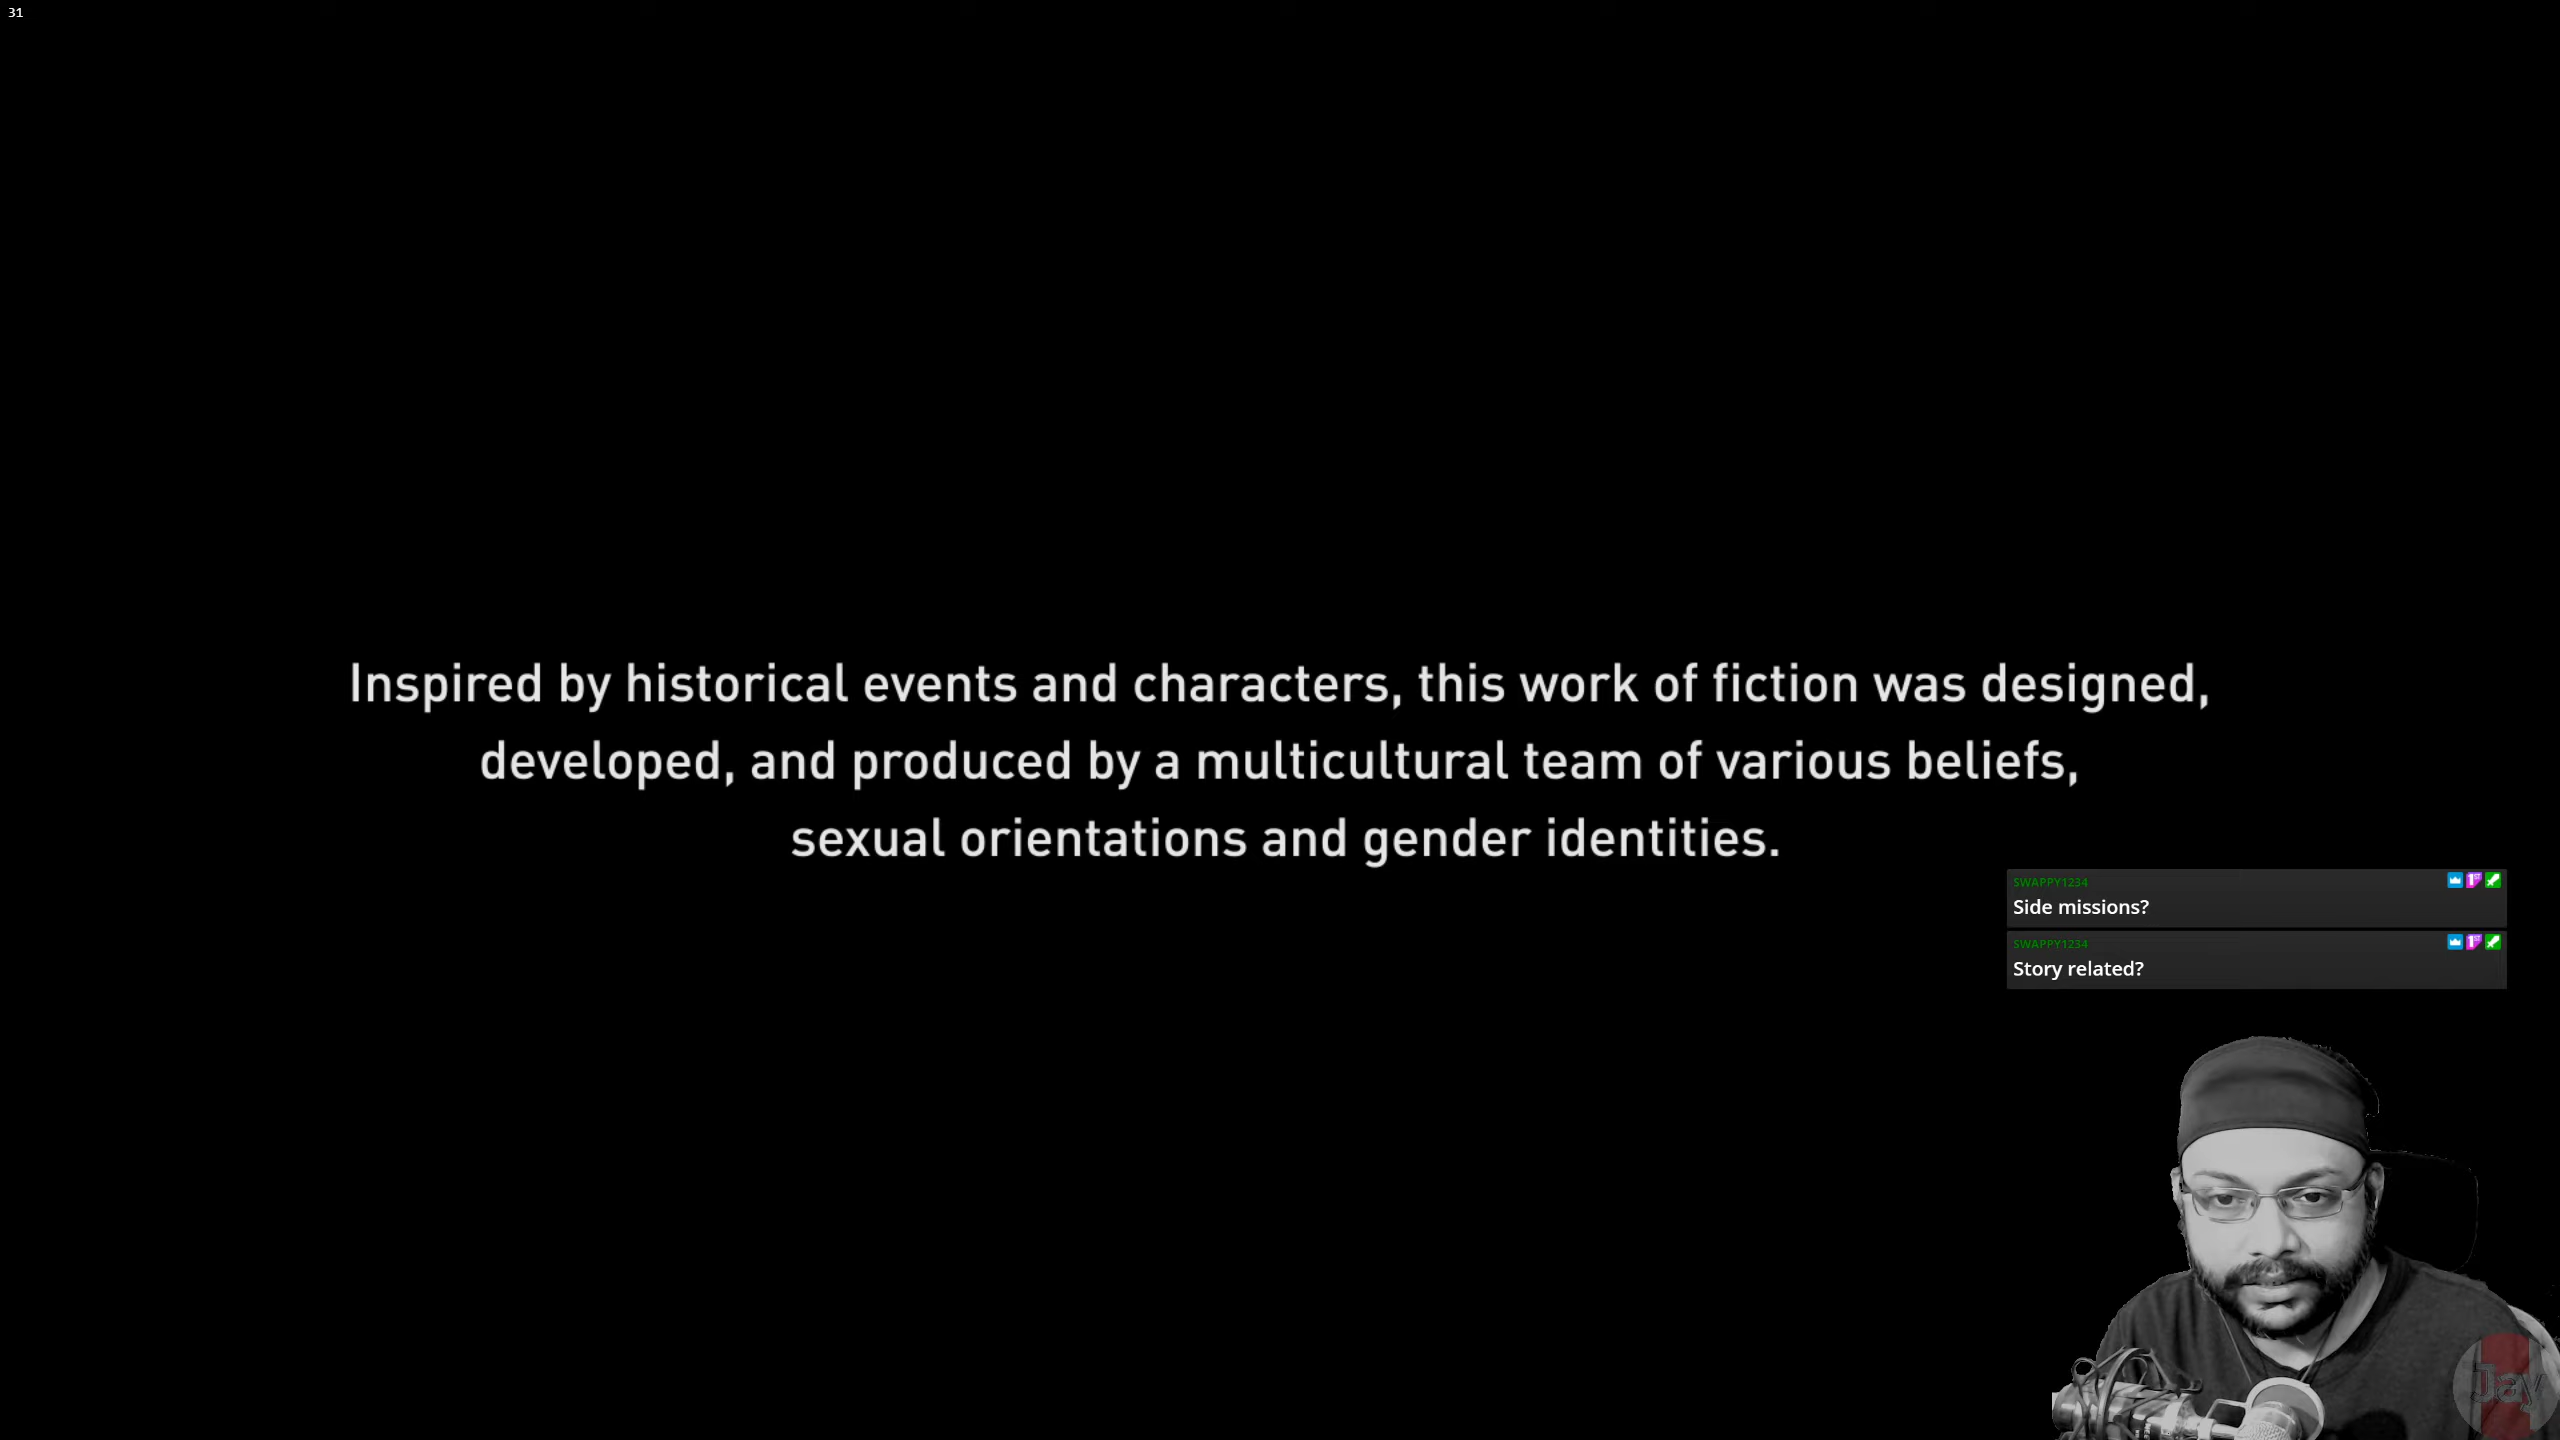 31
Inspired by historical events and characters, this work of fiction was designed,
developed, and produced by a multicultural team of various beliefs,
sexual orientations and gender identities.
SWAPPY1234
Side missions?
SWAPPY1234
Story related?
Jay